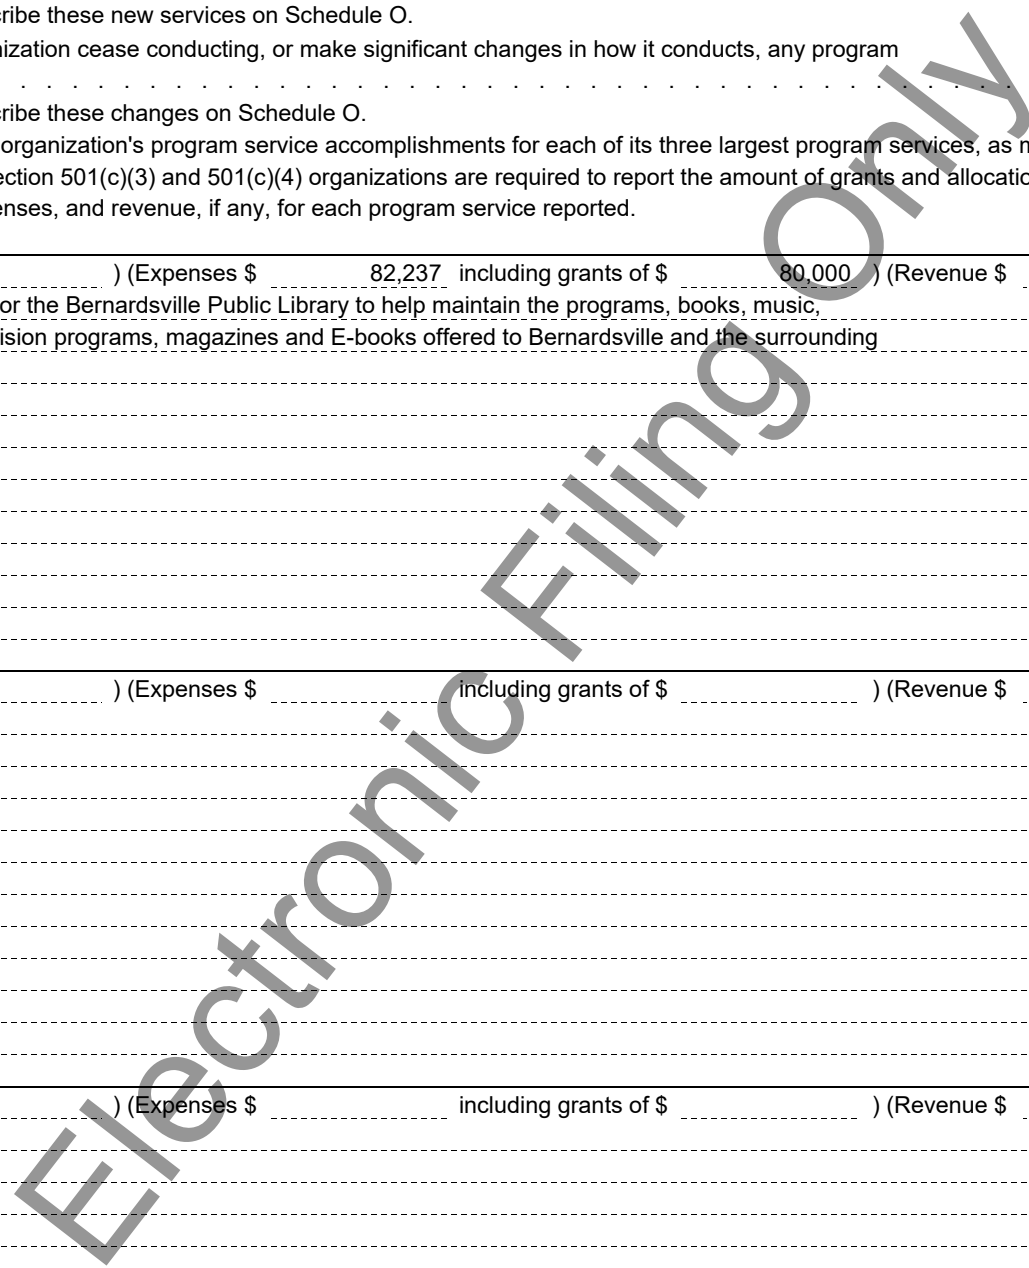 cribe these new services on Schedule O.
nization cease conducting, or make significant changes in how it conducts, any program
. . . . . . . . . . . . . . . . . . . . . . . . . . . . . . . . . . . . . . .
cribe these changes on Schedule O.
organization's program service accomplishments for each of its three largest program services, as m
ection 501(c)(3) and 501(c)(4) organizations are required to report the amount of grants and allocatio
enses, and revenue, if any, for each program service reported.
) (Expenses $ 82,237 including grants of $ 80,000 ) (Revenue $
or the Bernardsville Public Library to help maintain the programs, books, music,
ision programs, magazines and E-books offered to Bernardsville and the surrounding
) (Expenses $ including grants of $ ) (Revenue $
) (Expenses $ including grants of $ ) (Revenue $
Electronic Filing Only